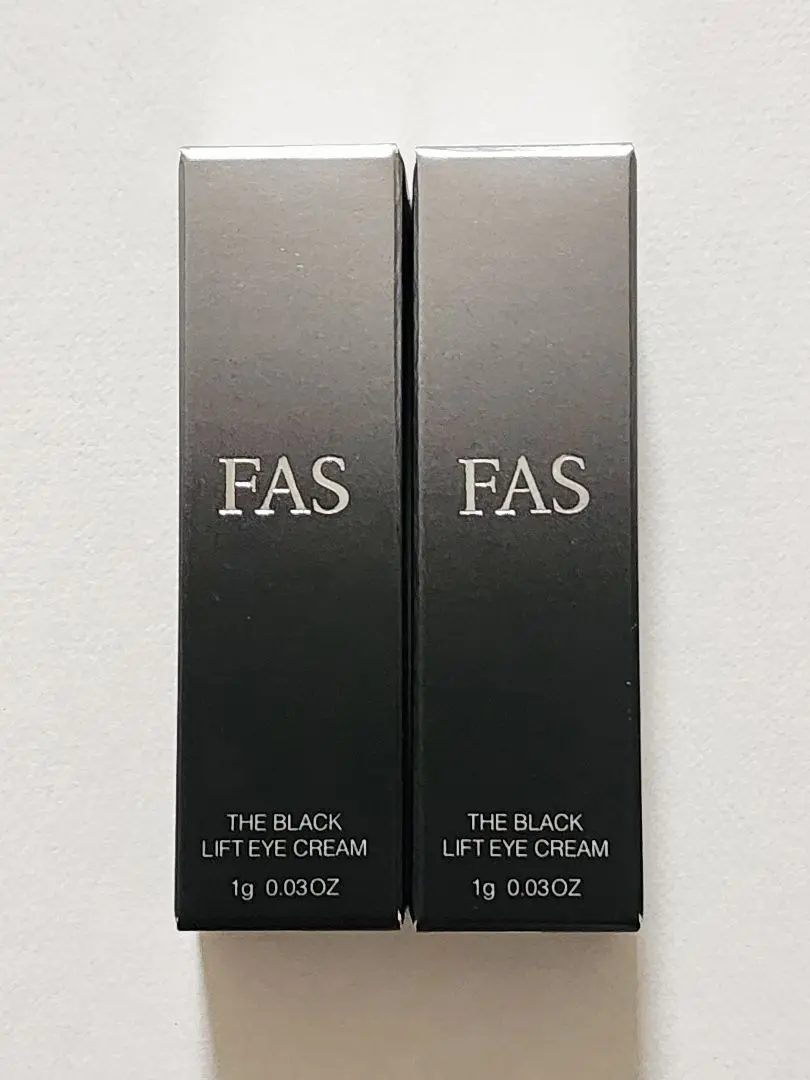 FAS
THE BLACK
LIFT EYE CREAM
1g 0.03OZ
FAS
THE BLACK
LIFT EYE CREAM
1g 0.03OZ